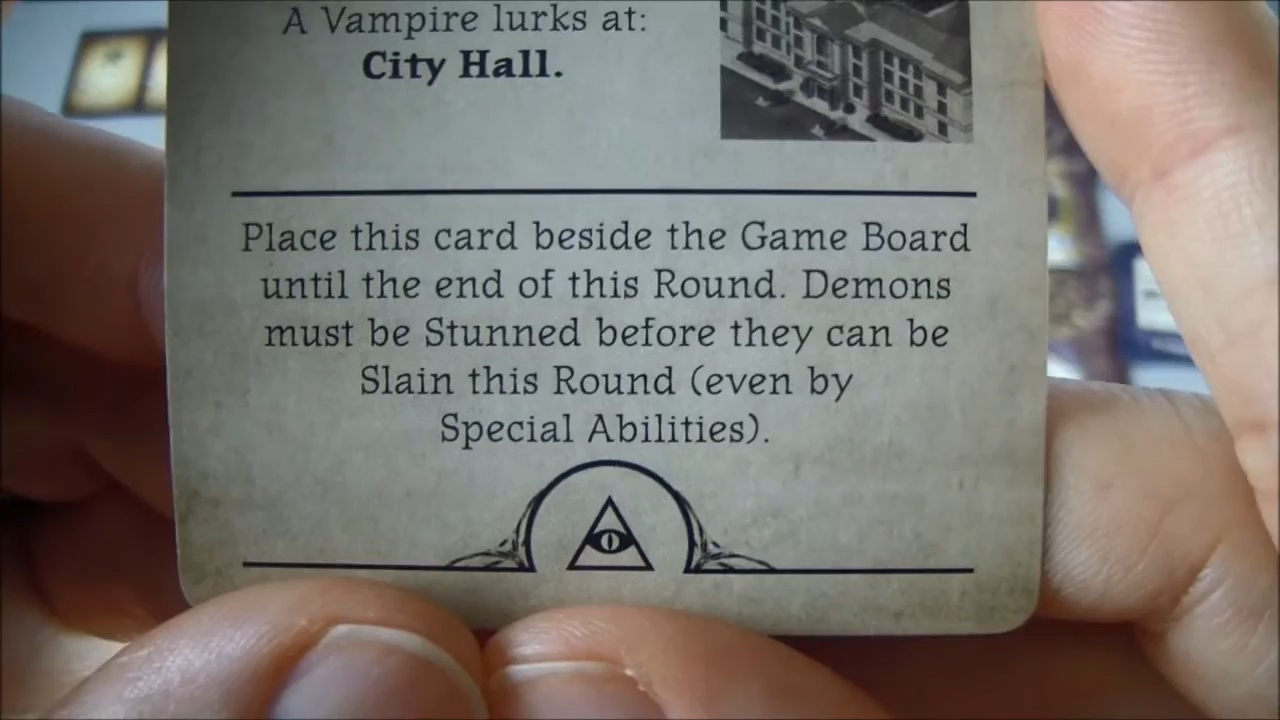 A Vampire lurks at:
City Hall.
Place this card beside the Game Board
until the end of this Round. Demons
must be Stunned before they can be
Slain this Round (even by
Special Abilities).